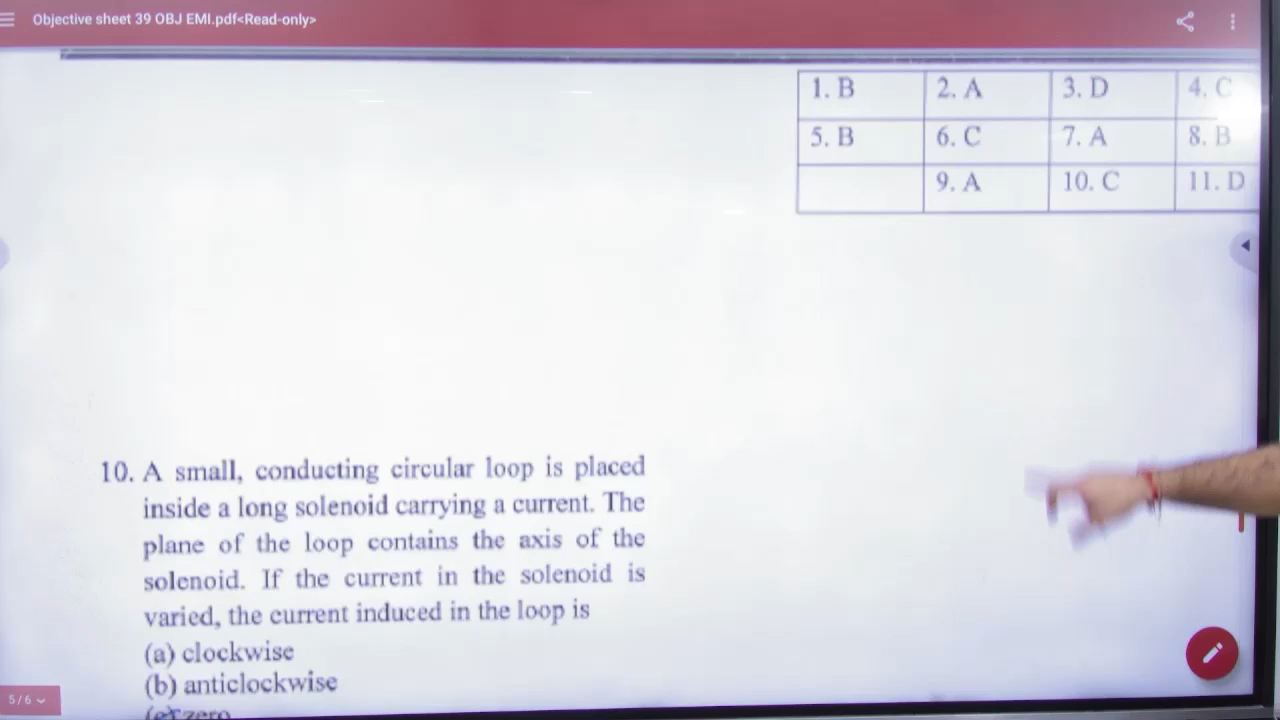 Objective sheet 39 OBJ EMI.pdf<Read-only>
1. B 2. A 3. D 4. C
5. B 6. C 7. A 8. B
9. A 10. C 11. D
10. A small, conducting circular loop is placed
inside a long solenoid carrying a current. The
plane of the loop contains the axis of the
solenoid. If the current in the solenoid is
varied, the current induced in the loop is
(a) clockwise
(b) anticlockwise
zero
5 / 6